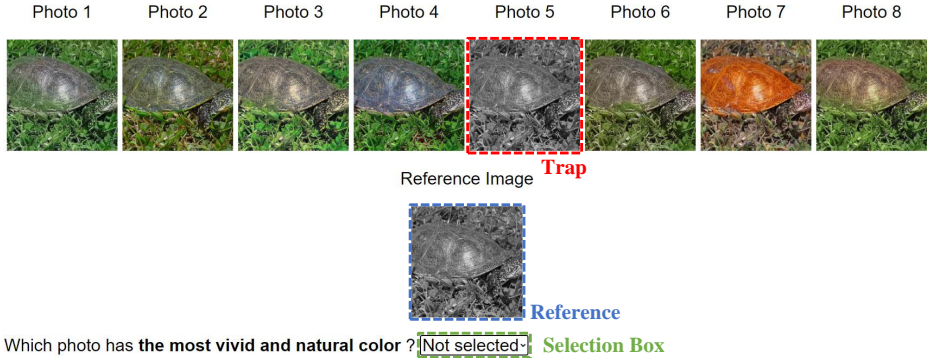 Photo 1 Photo 2 Photo 3 Photo 4 Photo 5 Photo 6 Photo 7 Photo 8
Trap
Reference Image
Reference
Which photo has the most vivid and natural color ? Not selected
Selection Box